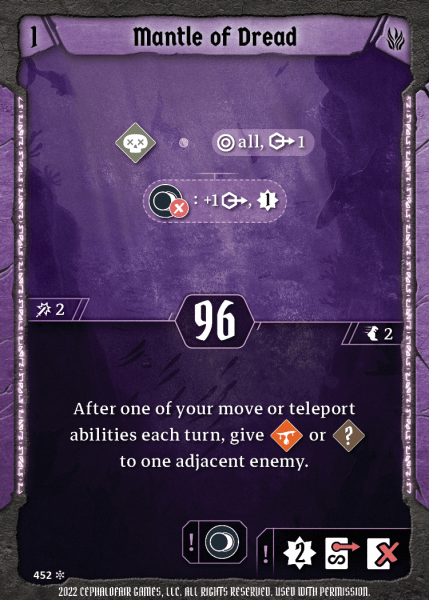 1 Mantle of Dread
all, 1
: +1 , 1
2
96
2
After one of your move or teleport
abilities each turn, give or ?
to one adjacent enemy.
! ! 2 S
452
2022 CEPHALOFAIR GAMES, LLC. ALL RIGHTS RESERVED. USED WITH PERMISSION.